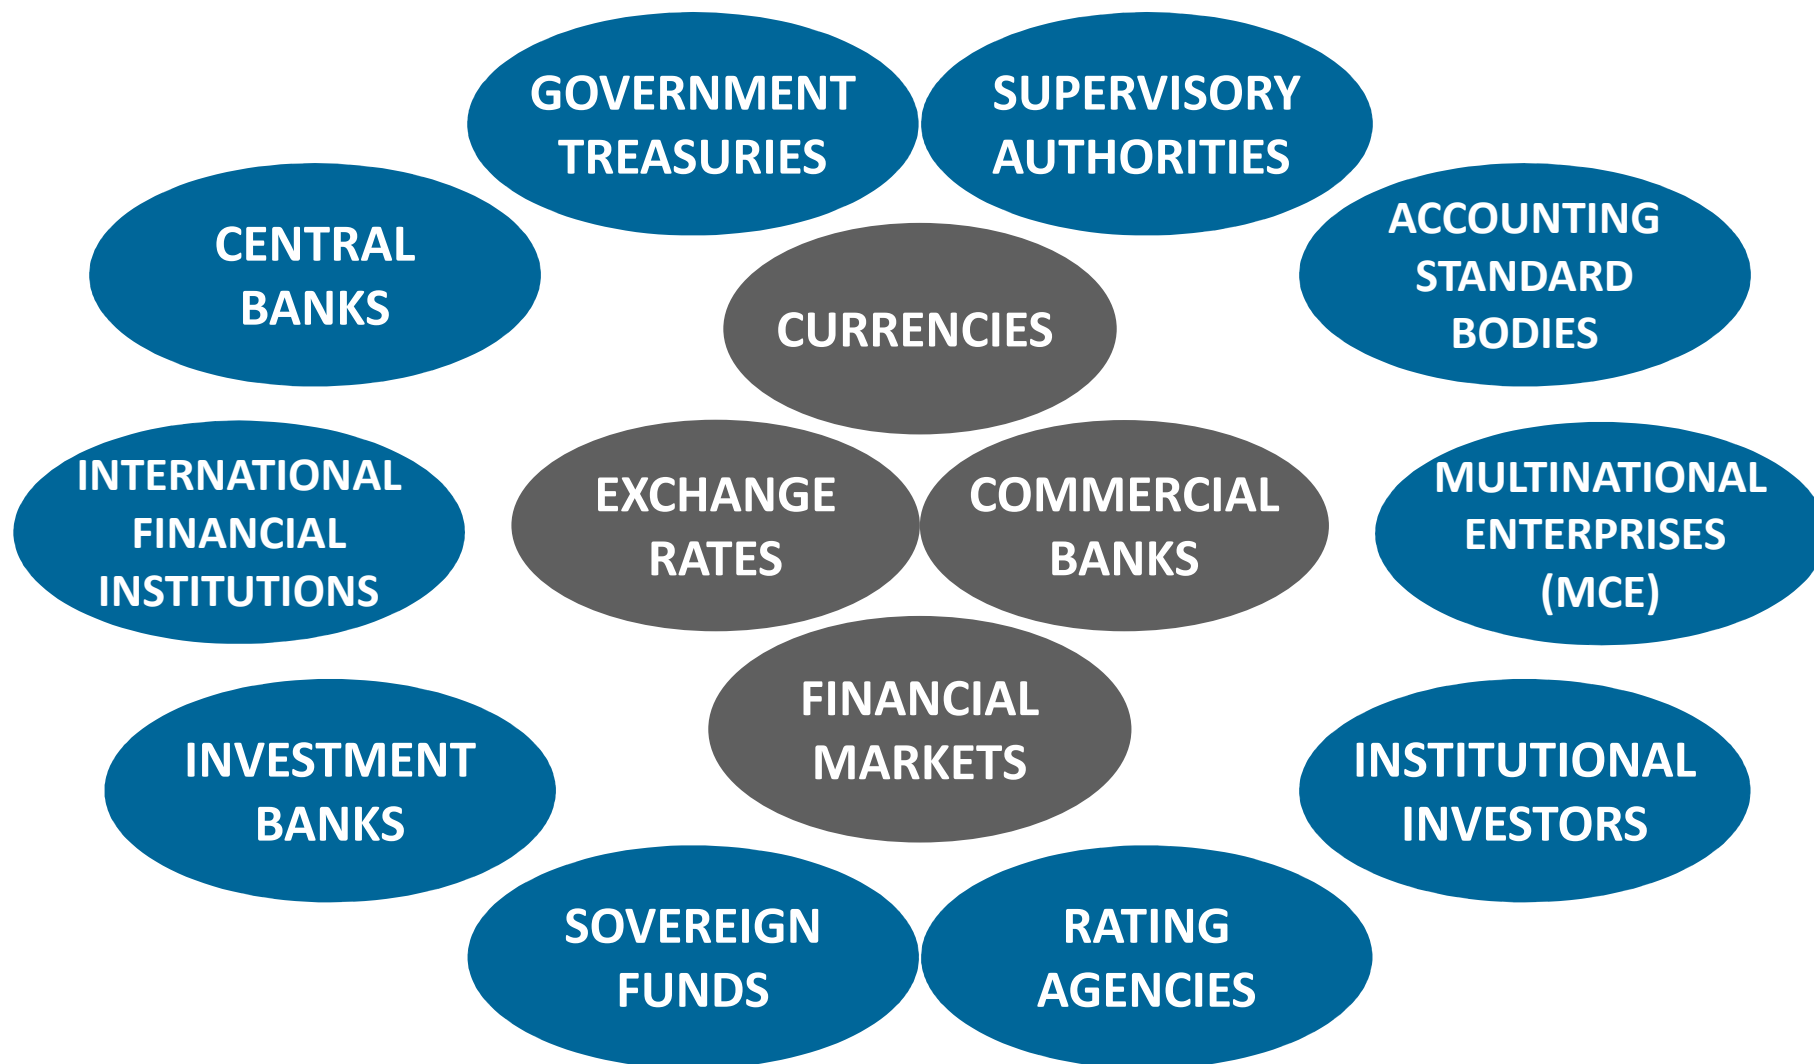 GOVERNMENT
TREASURIES
SUPERVISORY
AUTHORITIES
CENTRAL
BANKS
ACCOUNTING
STANDARD
BODIES
CURRENCIES
INTERNATIONAL
FINANCIAL
INSTITUTIONS
EXCHANGE
RATES
COMMERCIAL
BANKS
MULTINATIONAL
ENTERPRISES
(MCE)
FINANCIAL
MARKETS
INVESTMENT
BANKS
INSTITUTIONAL
INVESTORS
SOVEREIGN
FUNDS
RATING
AGENCIES